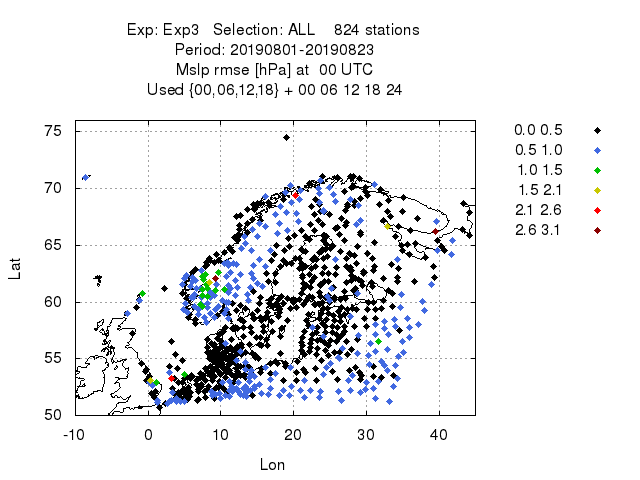 Exp: Exp3   Selection: ALL    824 stations
Period: 20190801-20190823
Mslp rmse [hPa] at  00 UTC
Used {00,06,12,18} + 00 06 12 18 24
75
70
65
60
55
50
Lat
-10 0 10 20 30 40
Lon
0.0 0.5
0.5 1.0
1.0 1.5
1.5 2.1
2.1 2.6
2.6 3.1